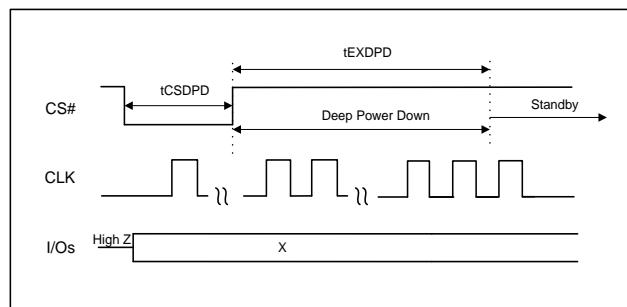 tEXDPD
tCSDPD
CS#
Deep Power Down
Standby
CLK
High Z
I/Os
X